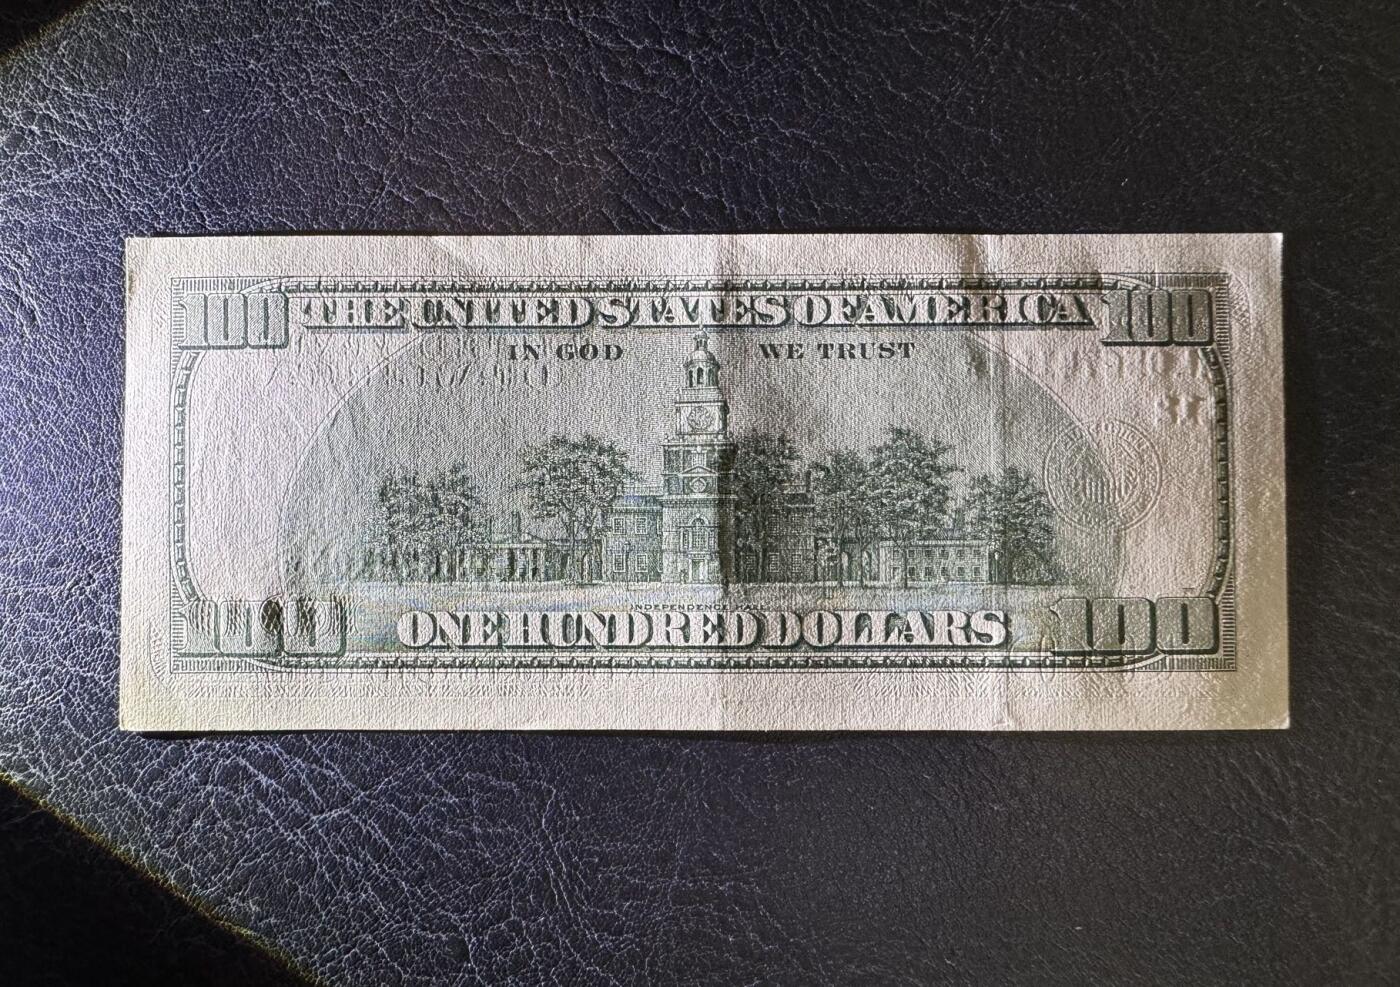 100 THE UNITED STATES OF AMERICA 100
IN GOD WE TRUST
INDEPENDENCE HALL
100 ONE HUNDRED DOLLARS 100